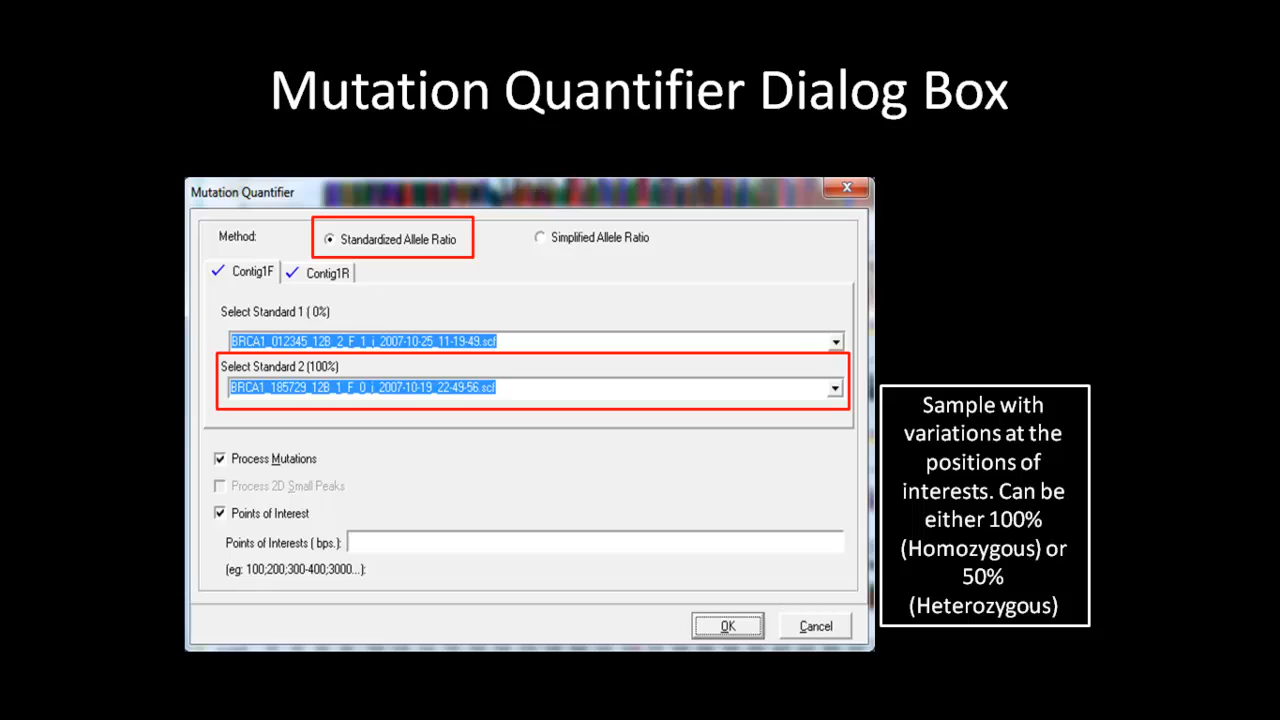 Mutation Quantifier Dialog Box
Mutation Quantifier
Method:
Standardized Allele Ratio
Simplified Allele Ratio
Contig1F
Contig1R
Select Standard 1 ( 0%)
BRCA1_012345_12B_2_F_1_i_2007-10-25_11-19-49.scf
Select Standard 2 (100%)
BRCA1_185729_12B_1_F_0_i_2007-10-19_22-49-56.scf
Process Mutations
Process 2D Small Peaks
Points of Interest
Points of Interests ( bps.):
(eg: 100;200;300-400;3000...):
OK
Cancel
Sample with
variations at the
positions of
interests. Can be
either 100%
(Homozygous) or
50%
(Heterozygous)